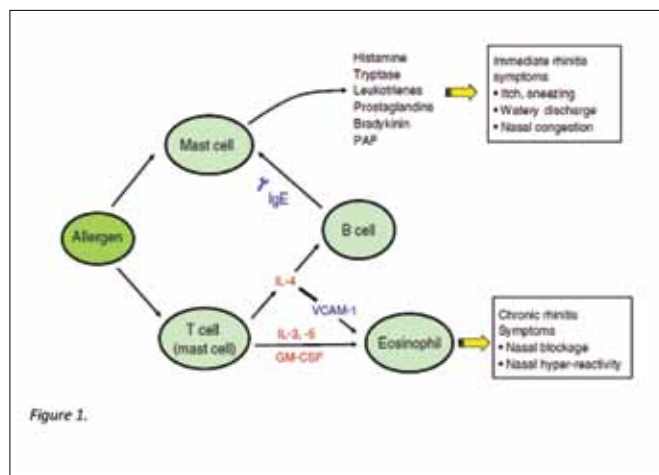 Histamine
Tryptase
Leukotrienes
Prostaglandins
Bradykinin
PAF
Immediate rhinitis
symptoms
• Itch, sneezing
• Watery discharge
• Nasal congestion
Mast cell
IgE
Allergen
B cell
IL-4
VCAM-1
T cell
(mast cell)
IL-3, -5
GM-CSF
Eosinophil
Chronic rhinitis
Symptoms
• Nasal blockage
• Nasal hyper-reactivity
Figure 1.